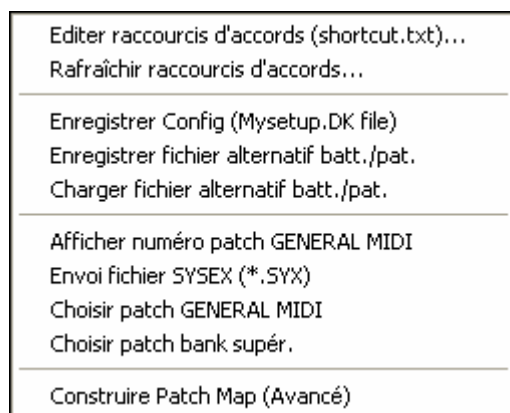 Editer raccourcis d'accords (shortcut.txt)...
Rafraîchir raccourcis d'accords...
Enregistrer Config (Mysetup.DK file)
Enregistrer fichier alternatif batt./pat.
Charger fichier alternatif batt./pat.
Afficher numéro patch GENERAL MIDI
Envoi fichier SYSEX (*.SYX)
Choisir patch GENERAL MIDI
Choisir patch bank supér.
Construire Patch Map (Avancé)